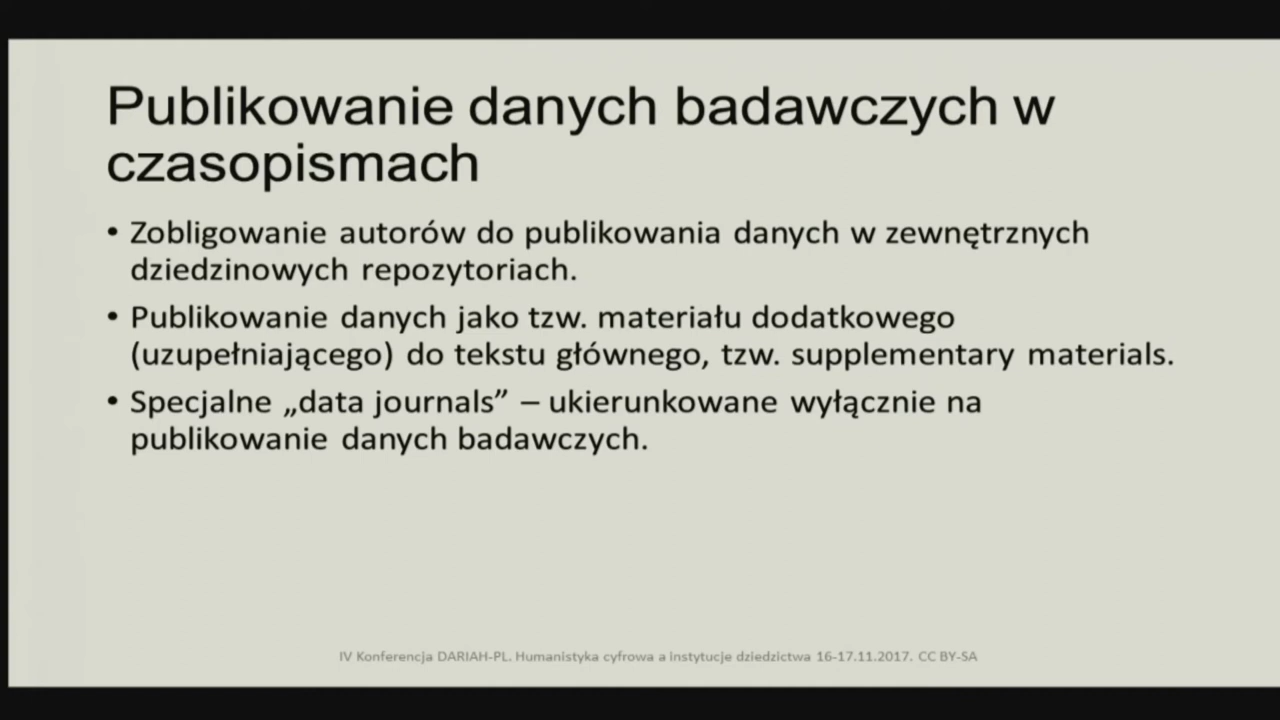 Publikowanie danych badawczych w
czasopismach
• Zobligowanie autorów do publikowania danych w zewnętrznych
dziedzinowych repozytoriach.
• Publikowanie danych jako tzw. materiału dodatkowego
(uzupełniającego) do tekstu głównego, tzw. supplementary materials.
• Specjalne „data journals” – ukierunkowane wyłącznie na
publikowanie danych badawczych.
IV Konferencja DARIAH-PL. Humanistyka cyfrowa a instytucje dziedzictwa 16-17.11.2017. CC BY-SA